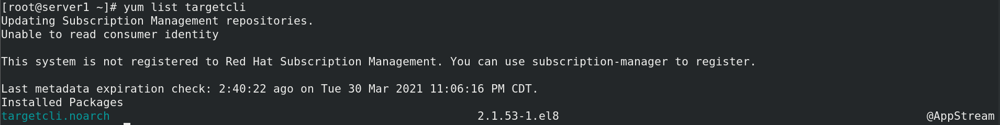 [root@server1 ~]# yum list targetcli
Updating Subscription Management repositories.
Unable to read consumer identity
This system is not registered to Red Hat Subscription Management. You can use subscription-manager to register.
Last metadata expiration check: 2:40:22 ago on Tue 30 Mar 2021 11:06:16 PM CDT.
Installed Packages
targetcli.noarch 2.1.53-1.el8 @AppStream